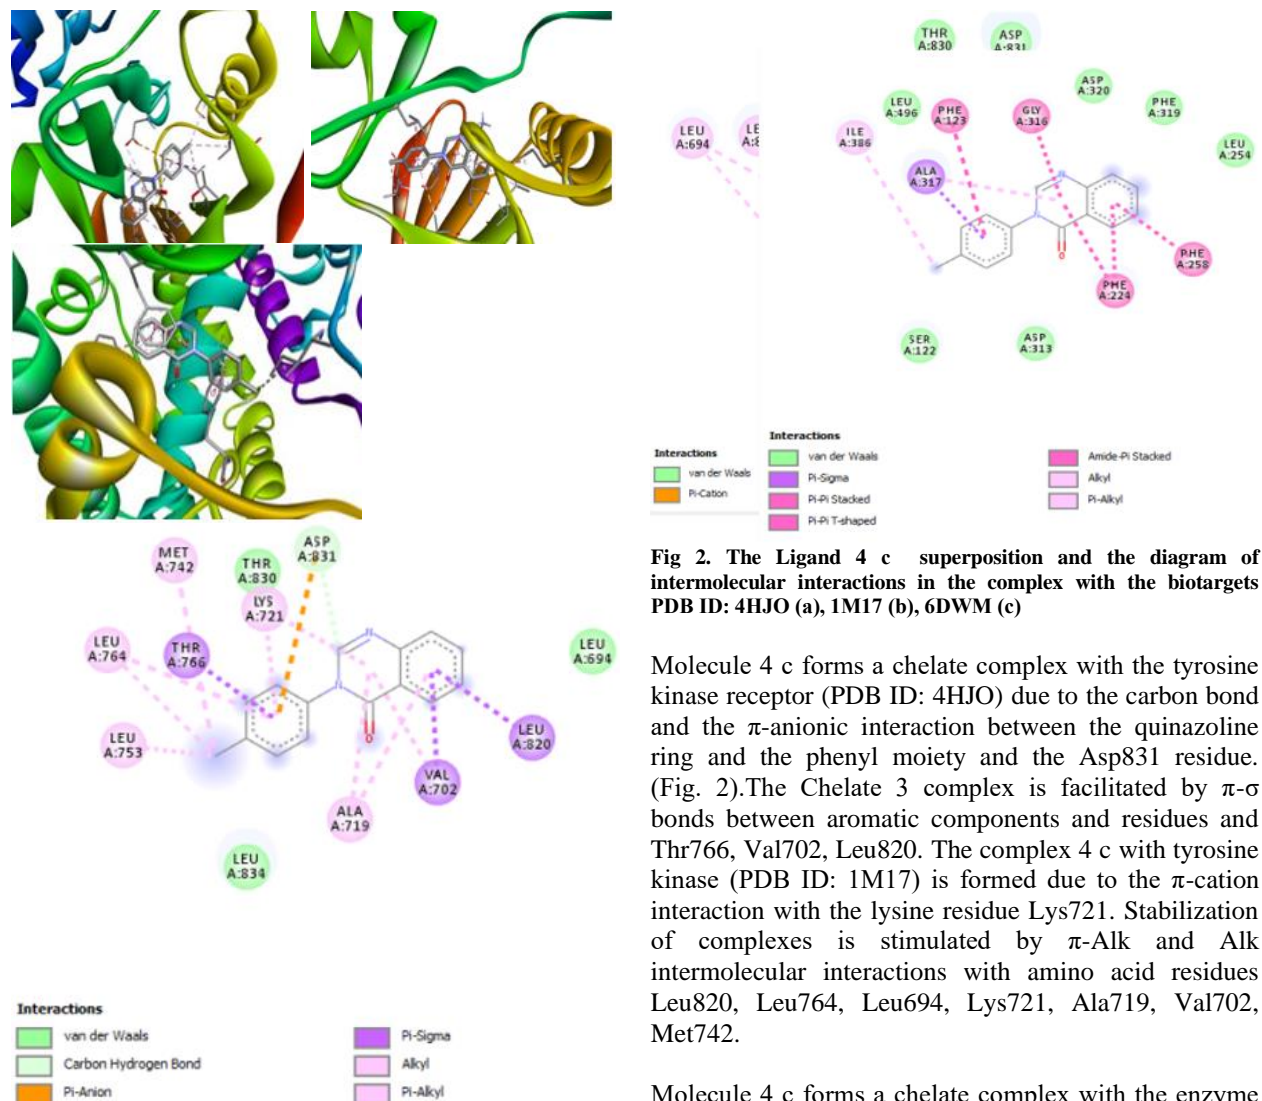 MET
A:742
THR
A:830
ASP
A:831
LYS
A:721
LEU
A:764
THR
A:766
LEU
A:694
LEU
A:753
LEU
A:820
VAL
A:702
ALA
A:719
LEU
A:834
N
N
O
Interactions
van der Waals
Carbon Hydrogen Bond
Pi-Anion
Pi-Sigma
Alkyl
Pi-Alkyl
THR
A:830
ASP
A:831
LEU
A:694
ILE
A:386
LEU
A:496
PHE
A:123
GLY
A:316
ASP
A:320
PHE
A:319
LEU
A:254
ALA
A:317
N
N
O
PHE
A:258
PHE
A:224
SER
A:122
ASP
A:313
Interactions
van der Waals
Pi-Cation
Interactions
van der Waals
Pi-Sigma
Pi-Pi Stacked
Pi-Pi T-shaped
Amide-Pi Stacked
Alkyl
Pi-Alkyl
Fig 2. The Ligand 4 c superposition and the diagram of
intermolecular interactions in the complex with the biotargets
PDB ID: 4HJO (a), 1M17 (b), 6DWM (c)
Molecule 4 c forms a chelate complex with the tyrosine
kinase receptor (PDB ID: 4HJO) due to the carbon bond
and the π-anionic interaction between the quinazoline
ring and the phenyl moiety and the Asp831 residue.
(Fig. 2).The Chelate 3 complex is facilitated by π-σ
bonds between aromatic components and residues and
Thr766, Val702, Leu820. The complex 4 c with tyrosine
kinase (PDB ID: 1M17) is formed due to the π-cation
interaction with the lysine residue Lys721. Stabilization
of complexes is stimulated by π-Alk and Alk
intermolecular interactions with amino acid residues
Leu820, Leu764, Leu694, Lys721, Ala719, Val702,
Met742.
Molecule 4 c forms a chelate complex with the enzyme